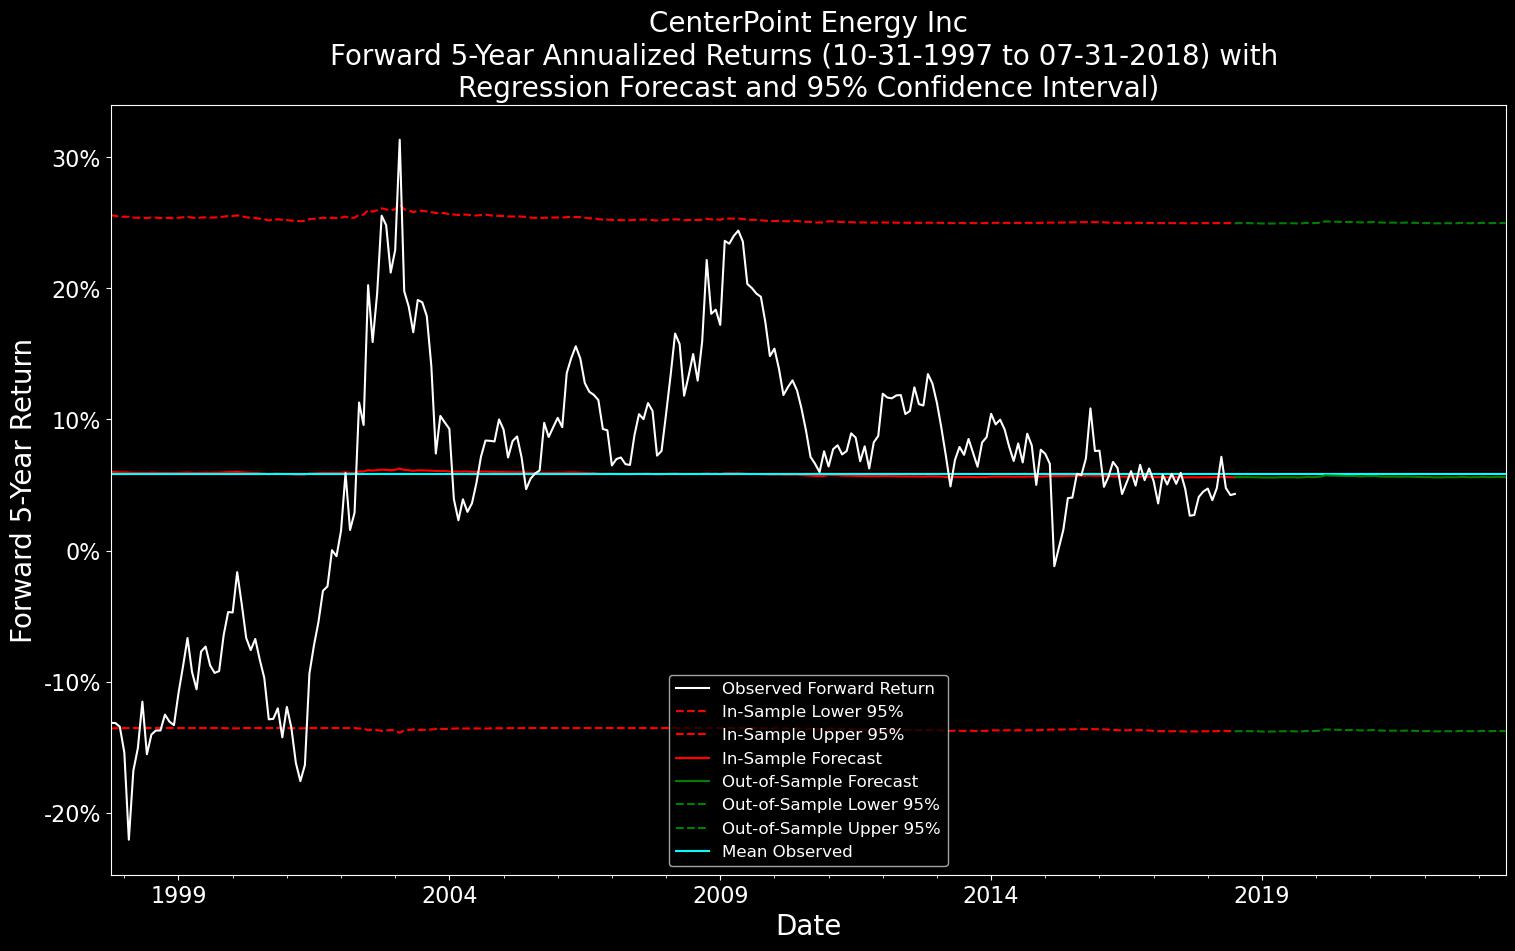 CenterPoint Energy Inc
Forward 5-Year Annualized Returns (10-31-1997 to 07-31-2018) with
Regression Forecast and 95% Confidence Interval)
Forward 5-Year Return
30%
20%
10%
0%
-10%
-20%
Observed Forward Return
In-Sample Lower 95%
In-Sample Upper 95%
In-Sample Forecast
Out-of-Sample Forecast
Out-of-Sample Lower 95%
Out-of-Sample Upper 95%
Mean Observed
1999 2004 2009 2014 2019
Date